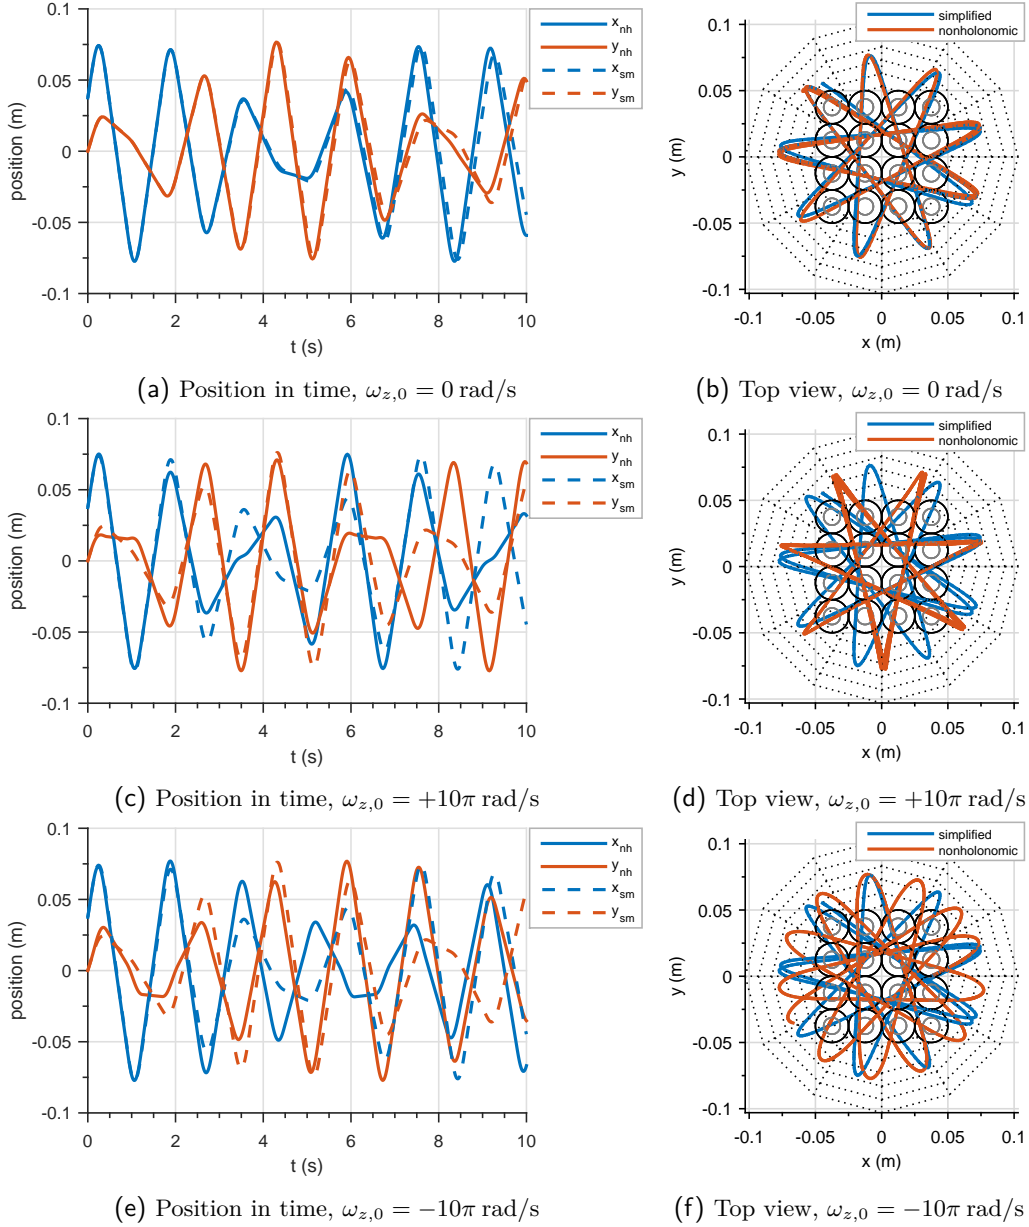 0.1
0.05
0
-0.05
-0.1
position (m)
0 2 4 6 8 10
t (s)
x_nh
y_nh
x_sm
y_sm
(a) Position in time, ω_{z,0} = 0 rad/s
simplified
nonholonomic
0.1
0.05
0
-0.05
-0.1
y (m)
-0.1 -0.05 0 0.05 0.1
x (m)
(b) Top view, ω_{z,0} = 0 rad/s
0.1
0.05
0
-0.05
-0.1
position (m)
0 2 4 6 8 10
t (s)
x_nh
y_nh
x_sm
y_sm
(c) Position in time, ω_{z,0} = +10π rad/s
simplified
nonholonomic
0.1
0.05
0
-0.05
-0.1
y (m)
-0.1 -0.05 0 0.05 0.1
x (m)
(d) Top view, ω_{z,0} = +10π rad/s
0.1
0.05
0
-0.05
-0.1
position (m)
0 2 4 6 8 10
t (s)
x_nh
y_nh
x_sm
y_sm
(e) Position in time, ω_{z,0} = −10π rad/s
simplified
nonholonomic
0.1
0.05
0
-0.05
-0.1
y (m)
-0.1 -0.05 0 0.05 0.1
x (m)
(f) Top view, ω_{z,0} = −10π rad/s